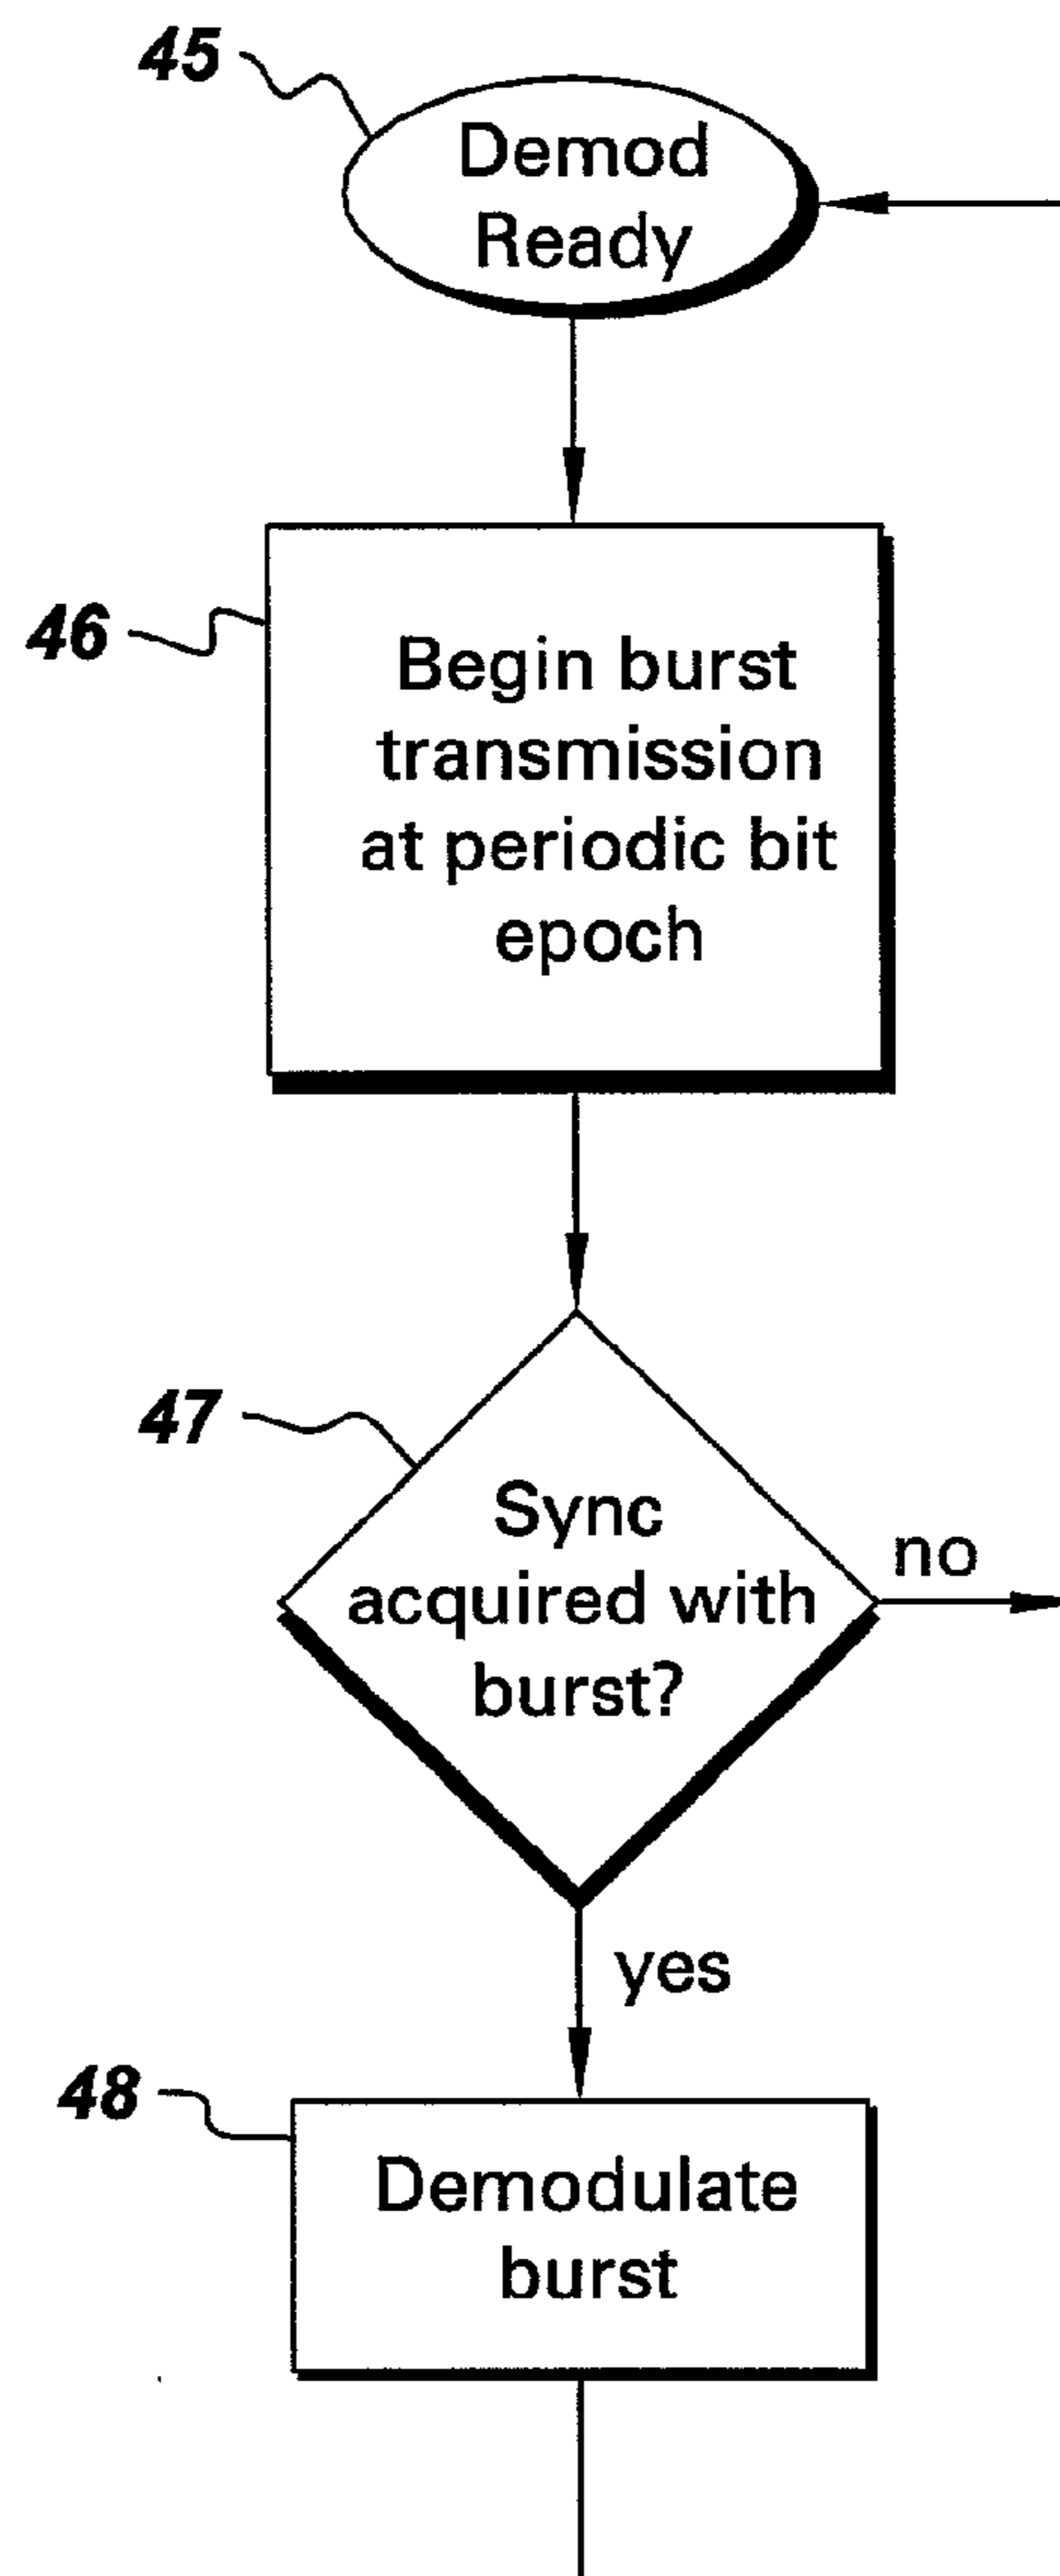 45
Demod
Ready
46
Begin burst
transmission
at periodic bit
epoch
47
Sync
acquired with
burst?
no
yes
48
Demodulate
burst